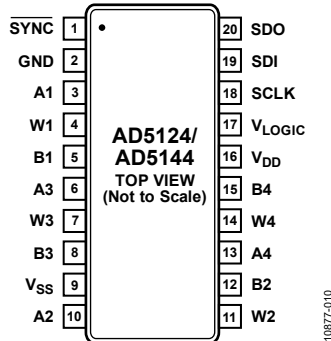 SYNC 1 20 SDO
GND 2 19 SDI
A1 3 18 SCLK
W1 4 17 VLOGIC
B1 5 16 VDD
A3 6 15 B4
W3 7 14 W4
B3 8 13 A4
VSS 9 12 B2
A2 10 11 W2
AD5124/
AD5144
TOP VIEW
(Not to Scale)
10877-010